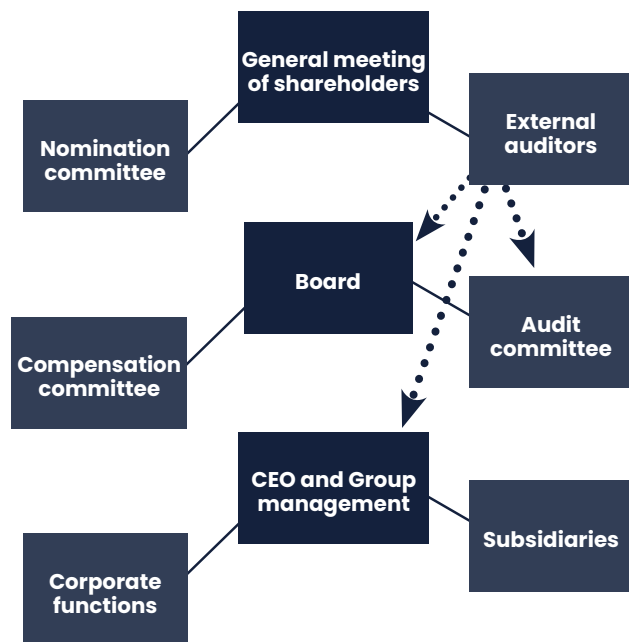 General meeting
of shareholders
External
auditors
Nomination
committee
Board
Audit
committee
Compensation
committee
CEO and Group
management
Subsidiaries
Corporate
functions